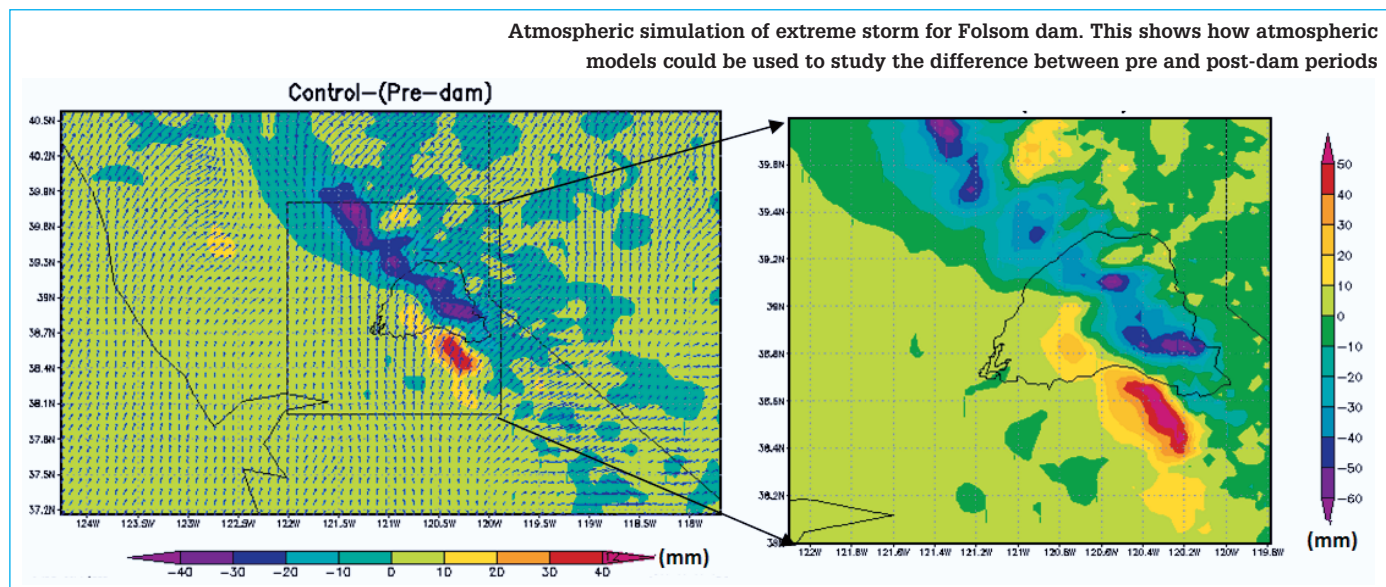 Atmospheric simulation of extreme storm for Folsom dam. This shows how atmospheric
models could be used to study the difference between pre and post-dam periods
Control-(Pre-dam)
40.5N
40.2N
39.9N
39.6N
39.3N
39N
38.7N
38.4N
38.1N
37.8N
37.5N
37.2N
124W 123.5W 123W 122.5W 122W 121.5W 121W 120.5W 120W 119.5W 119W 118.5W 118W
−40 −30 −20 −10 0 10 20 30 40 (mm)
39.6N
39.4N
39.2N
39N
38.8N
38.6N
38.4N
38.2N
38N
122W 121.8W 121.6W 121.4W 121.2W 121W 120.8W 120.6W 120.4W 120.2W 120W 119.8W
50
40
30
20
10
0
−10
−20
−30
−40
−50
−60
(mm)